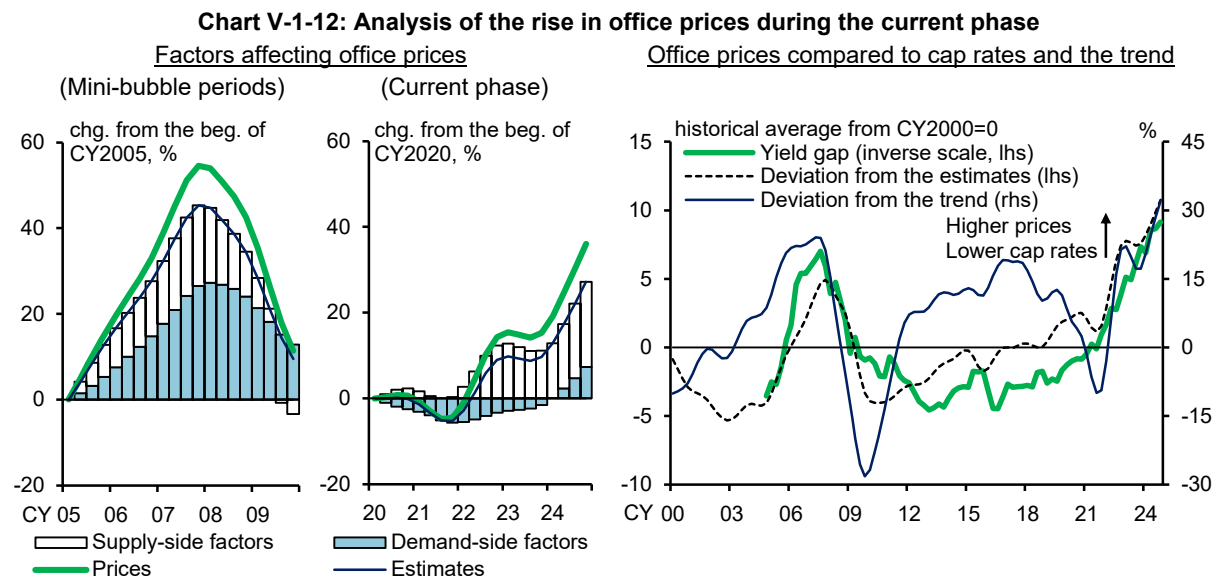 Chart V-1-12: Analysis of the rise in office prices during the current phase
Factors affecting office prices
(Mini-bubble periods)
(Current phase)
chg. from the beg. of
CY2005, %
60
40
20
0
-20
CY 05 06 07 08 09
chg. from the beg. of
CY2020, %
60
40
20
0
-20
20 21 22 23 24
Supply-side factors
Demand-side factors
Prices
Estimates
Office prices compared to cap rates and the trend
historical average from CY2000=0
%
Yield gap (inverse scale, lhs)
Deviation from the estimates (lhs)
Deviation from the trend (rhs)
Higher prices
Lower cap rates
15
10
5
0
-5
-10
45
30
15
0
-15
-30
CY 00 03 06 09 12 15 18 21 24